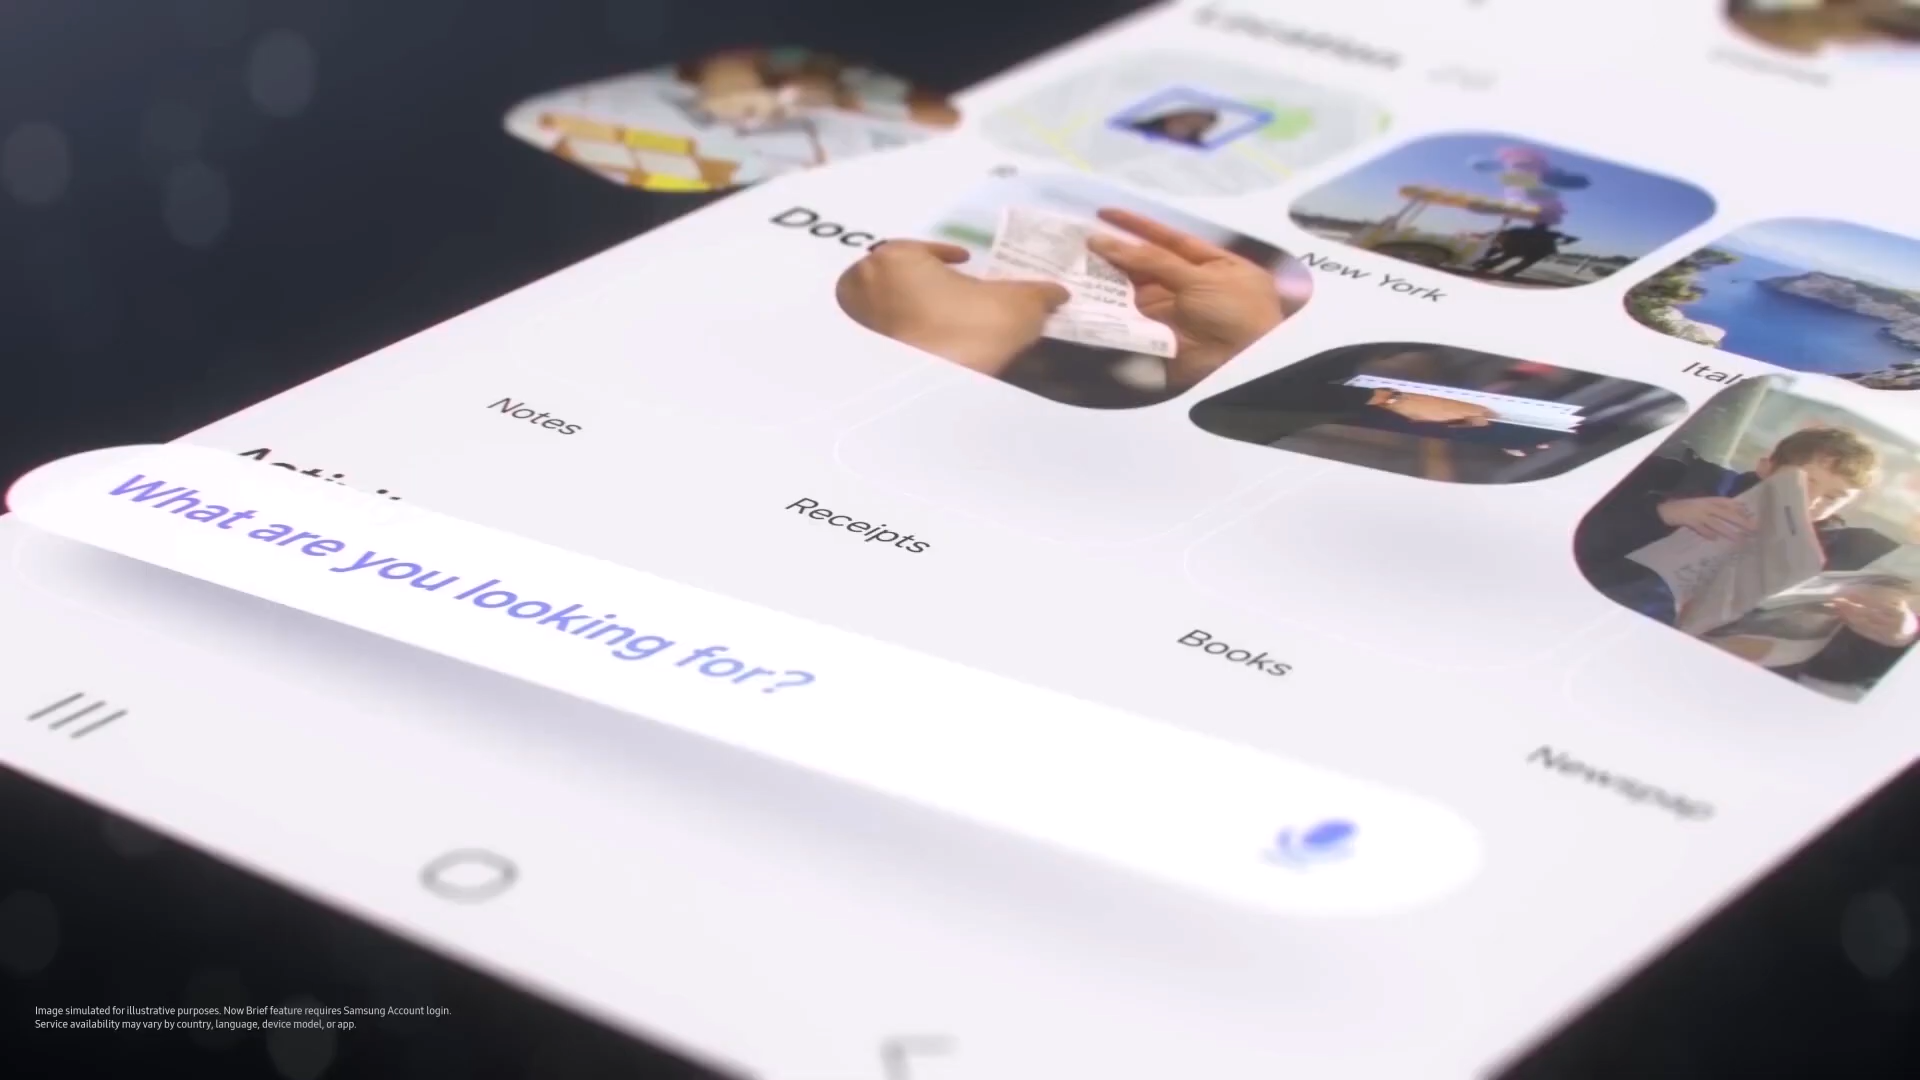 New York
Notes
Receipts
Books
What are you looking for?
Image simulated for illustrative purposes. Now Brief feature requires Samsung Account login.
Service availability may vary by country, language, device model, or app.